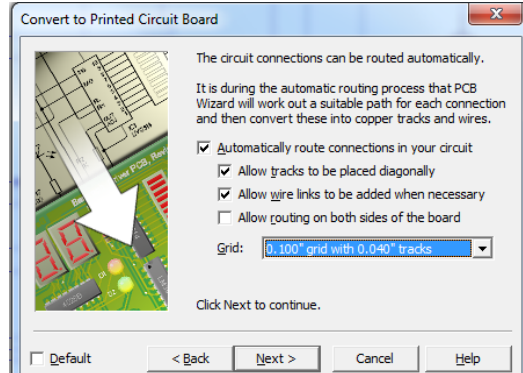 Convert to Printed Circuit Board
The circuit connections can be routed automatically.
It is during the automatic routing process that PCB
Wizard will work out a suitable path for each connection
and then convert these into copper tracks and wires.
Automatically route connections in your circuit
Allow tracks to be placed diagonally
Allow wire links to be added when necessary
Allow routing on both sides of the board
Grid: 0.100" grid with 0.040" tracks
Click Next to continue.
Default < Back Next > Cancel Help